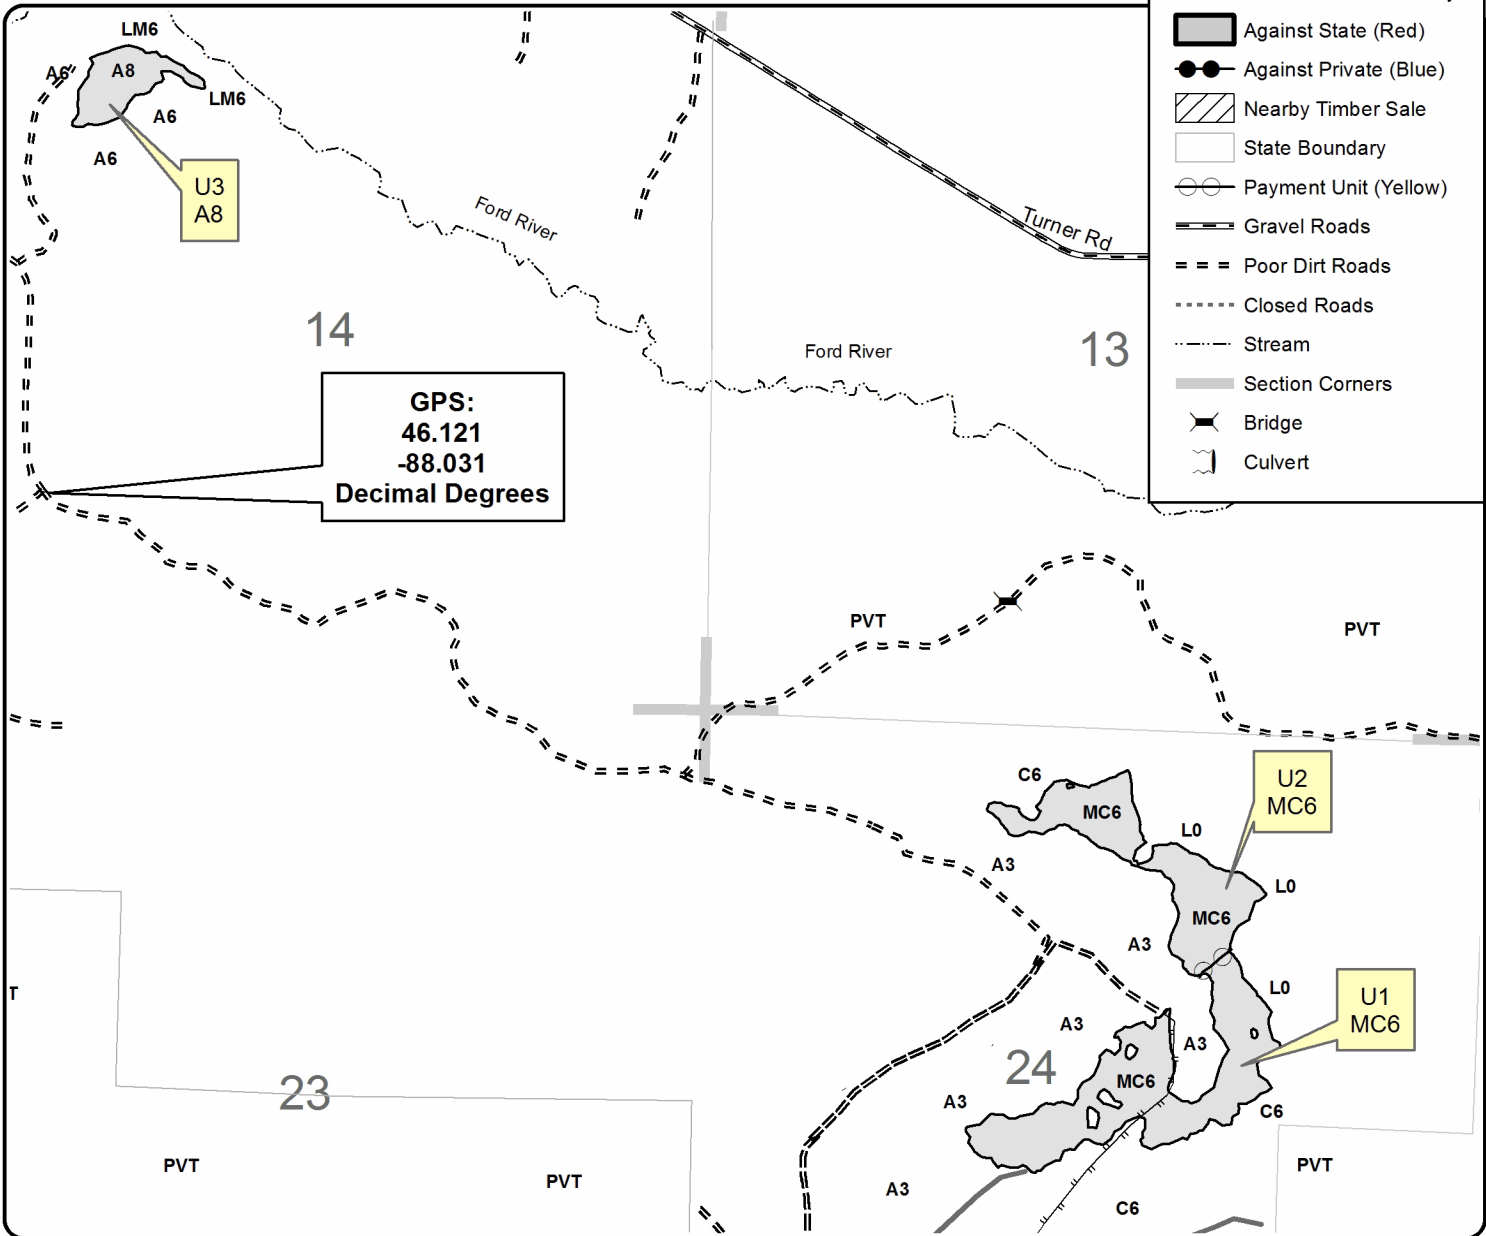 LM6
A6
A8
LM6
A6
A6
U3
A8
Ford River
Turner Rd
Against State (Red)
Against Private (Blue)
Nearby Timber Sale
State Boundary
Payment Unit (Yellow)
Gravel Roads
Poor Dirt Roads
Closed Roads
Stream
Section Corners
Bridge
Culvert
14
Ford River
13
GPS:
46.121
-88.031
Decimal Degrees
PVT
PVT
C6
MC6
U2
MC6
L0
A3
L0
MC6
A3
T
L0
U1
MC6
A3
A3
24
MC6
23
A3
C6
PVT
PVT
PVT
A3
C6